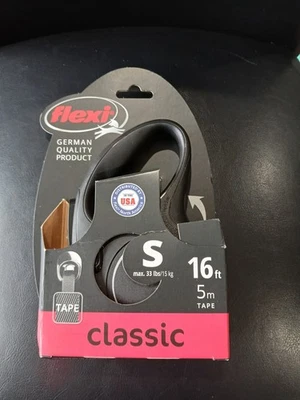 flexi
GERMAN
QUALITY
PRODUCT
USA
S
max. 33 lbs/15 kg
16 ft
5 m
TAPE
TAPE
classic